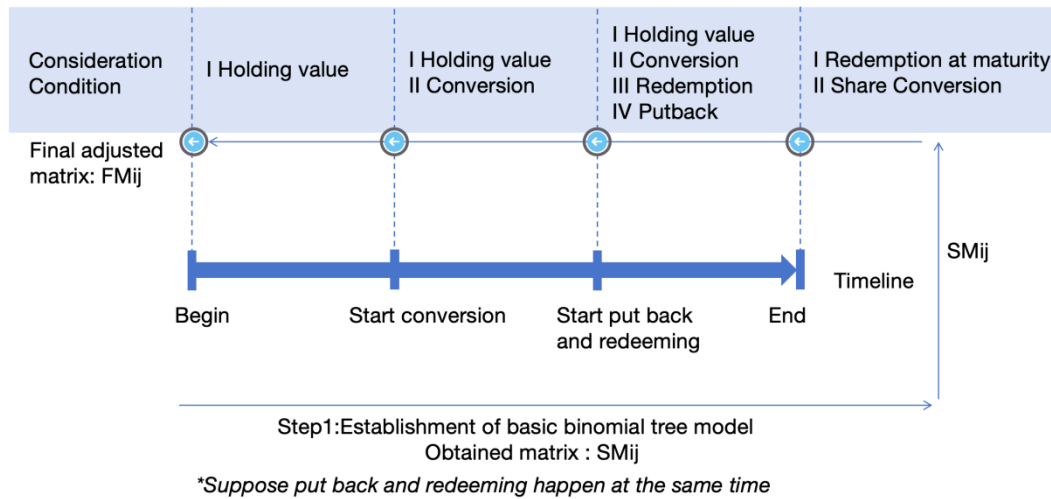 Consideration
Condition
I Holding value
I Holding value
II Conversion
I Holding value
II Conversion
III Redemption
IV Putback
I Redemption at maturity
II Share Conversion
Final adjusted
matrix: FMij
SMij
Timeline
Begin
Start conversion
Start put back
and redeeming
End
Step1:Establishment of basic binomial tree model
Obtained matrix : SMij
*Suppose put back and redeeming happen at the same time